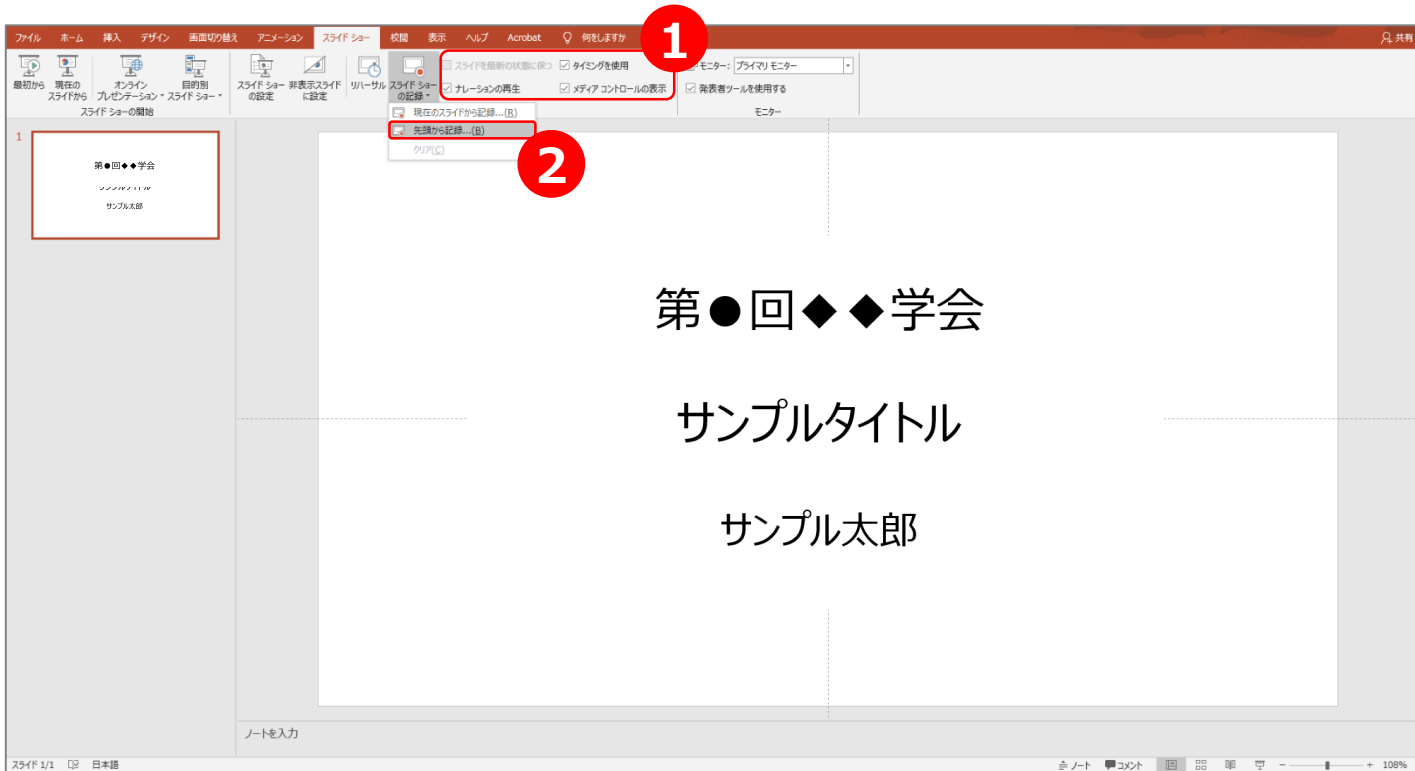 ファイル ホーム 挿入 デザイン 画面切り替え アニメーション スライド ショー 校閲 表示 ヘルプ Acrobat 何をしますか 共有
1
最初から 現在のスライドから オンライン プレゼンテーション 目的別 スライド ショー
スライド ショーの開始
スライド ショーの設定 非表示スライドに設定 リハーサル スライド ショーの記録
スライドを最新の状態に保つ タイミングを使用
ナレーションの再生 メディア コントロールの表示
モニター: プライマリ モニター
発表者ツールを使用する
モニター
現在のスライドから記録...(R)
先頭から記録...(B)
クリア(C)
2
1
第●回◆◆学会
サンプルタイトル
サンプル太郎
第●回◆◆学会
サンプルタイトル
サンプル太郎
ノートを入力
スライド 1/1 日本語 ノート コメント 108%